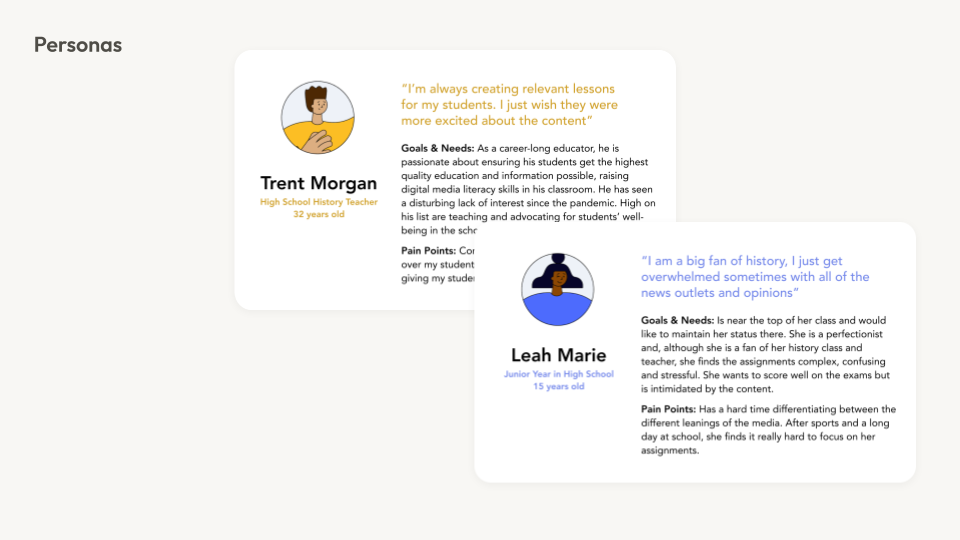 Personas
“I’m always creating relevant lessons
for my students. I just wish they were
more excited about the content”
Goals & Needs: As a career-long educator, he is
passionate about ensuring his students get the highest
quality education and information possible, raising
digital media literacy skills in his classroom. He has seen
a disturbing lack of interest since the pandemic. High on
his list are teaching and advocating for students’ well-
being in the
Pain Points:
over my
giving my
Trent Morgan
High School History Teacher
32 years old
“I am a big fan of history, I just get
overwhelmed sometimes with all of the
news outlets and opinions”
Goals & Needs: Is near the top of her class and would
like to maintain her status there. She is a perfectionist
and, although she is a fan of her history class and
teacher, she finds the assignments complex, confusing
and stressful. She wants to score well on the exams but
is intimidated by the content.
Pain Points: Has a hard time differentiating between the
different leanings of the media. After sports and a long
day at school, she finds it really hard to focus on her
assignments.
Leah Marie
Junior Year in High School
15 years old